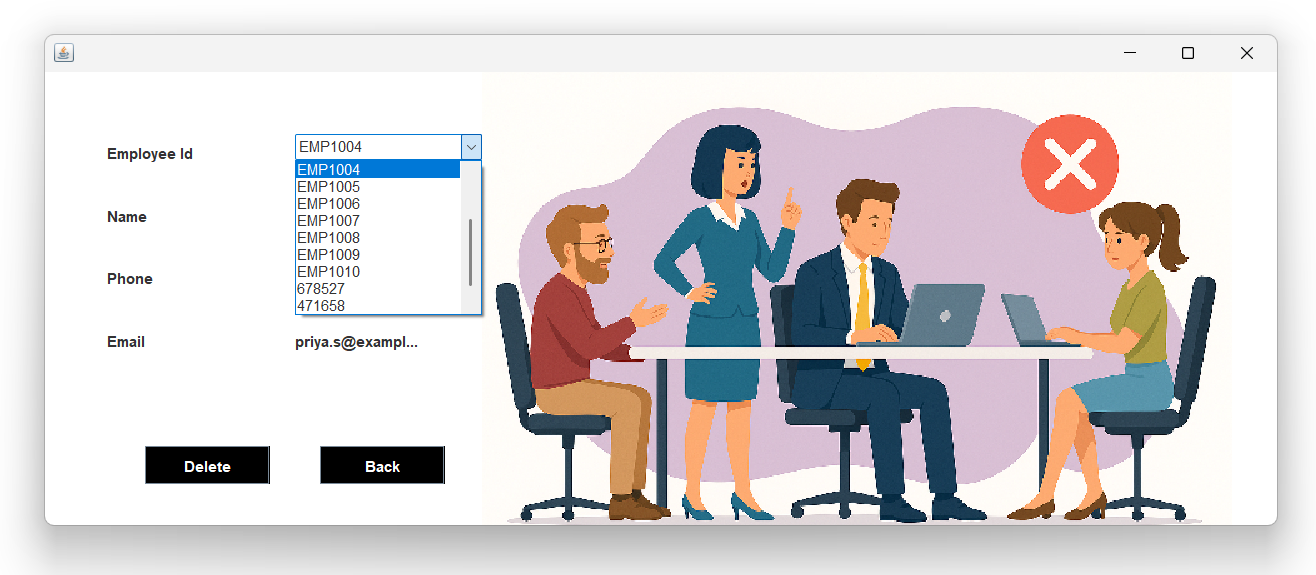 Employee Id
EMP1004
EMP1004
EMP1005
EMP1006
Name
EMP1007
EMP1008
EMP1009
Phone
EMP1010
678527
471658
Email
priya.s@exampl...
Delete
Back